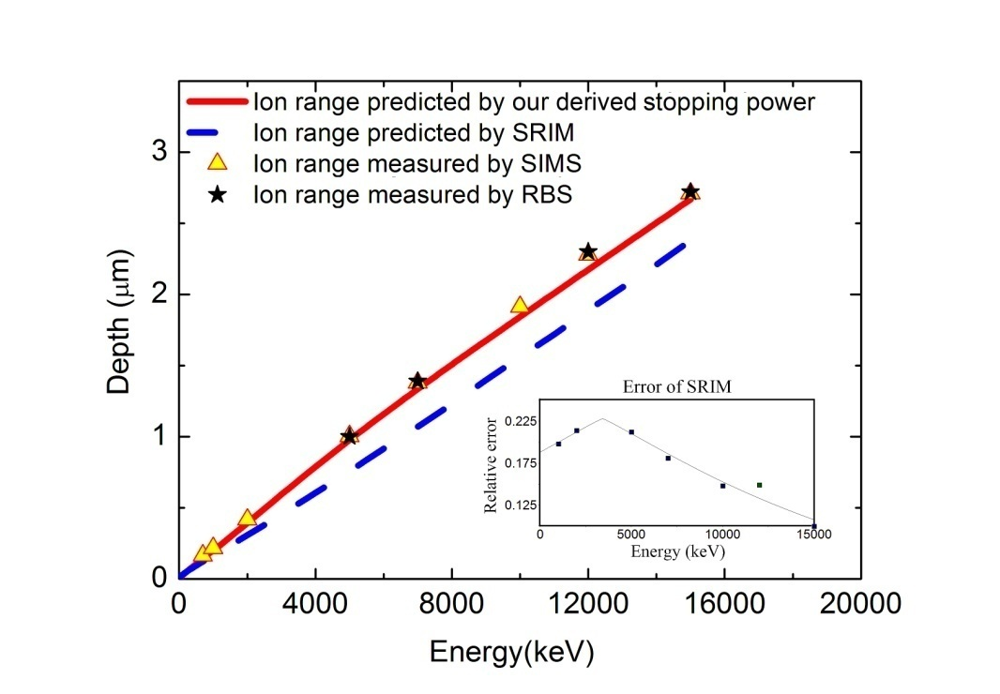 Ion range predicted by our derived stopping power
Ion range predicted by SRIM
Ion range measured by SIMS
Ion range measured by RBS
3
2
1
0
Depth (μm)
0 4000 8000 12000 16000 20000
Energy(keV)
Error of SRIM
0.225
0.175
0.125
Relative error
0 5000 10000 15000
Energy (keV)